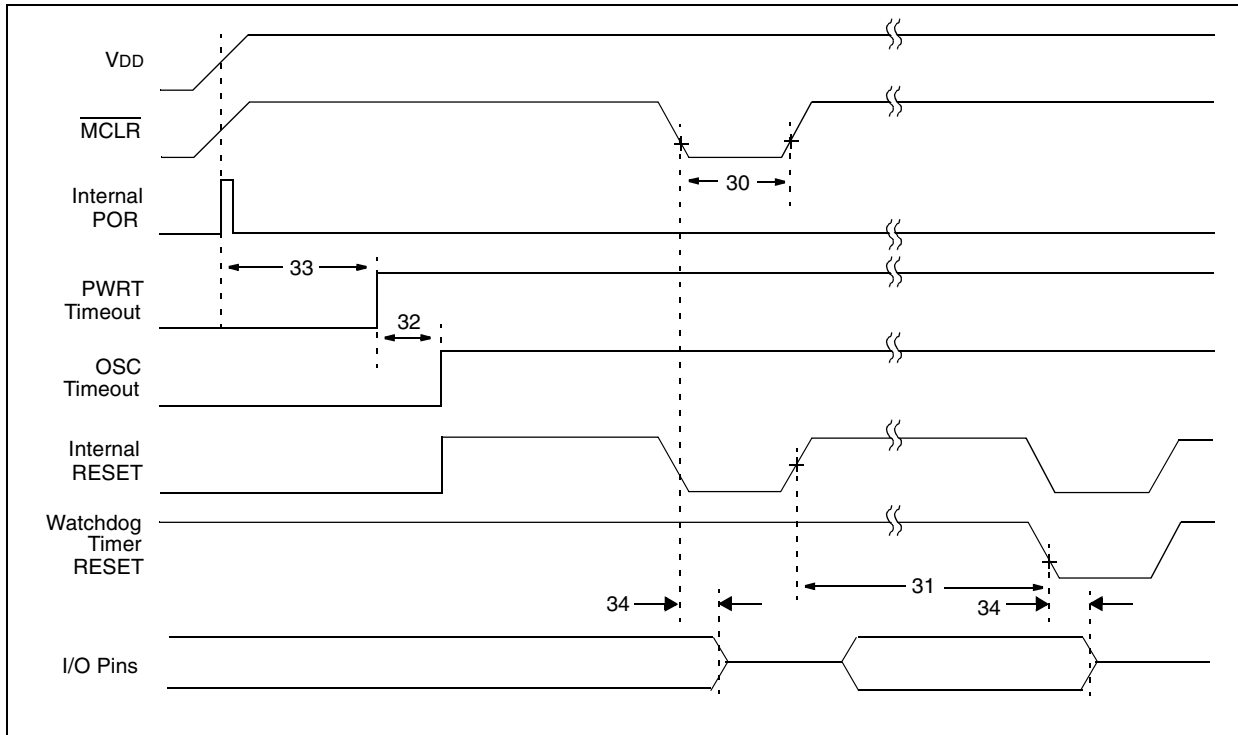 VDD
MCLR
30
Internal
POR
33
PWRT
Timeout
32
OSC
Timeout
Internal
RESET
Watchdog
Timer
RESET
31
34
34
I/O Pins